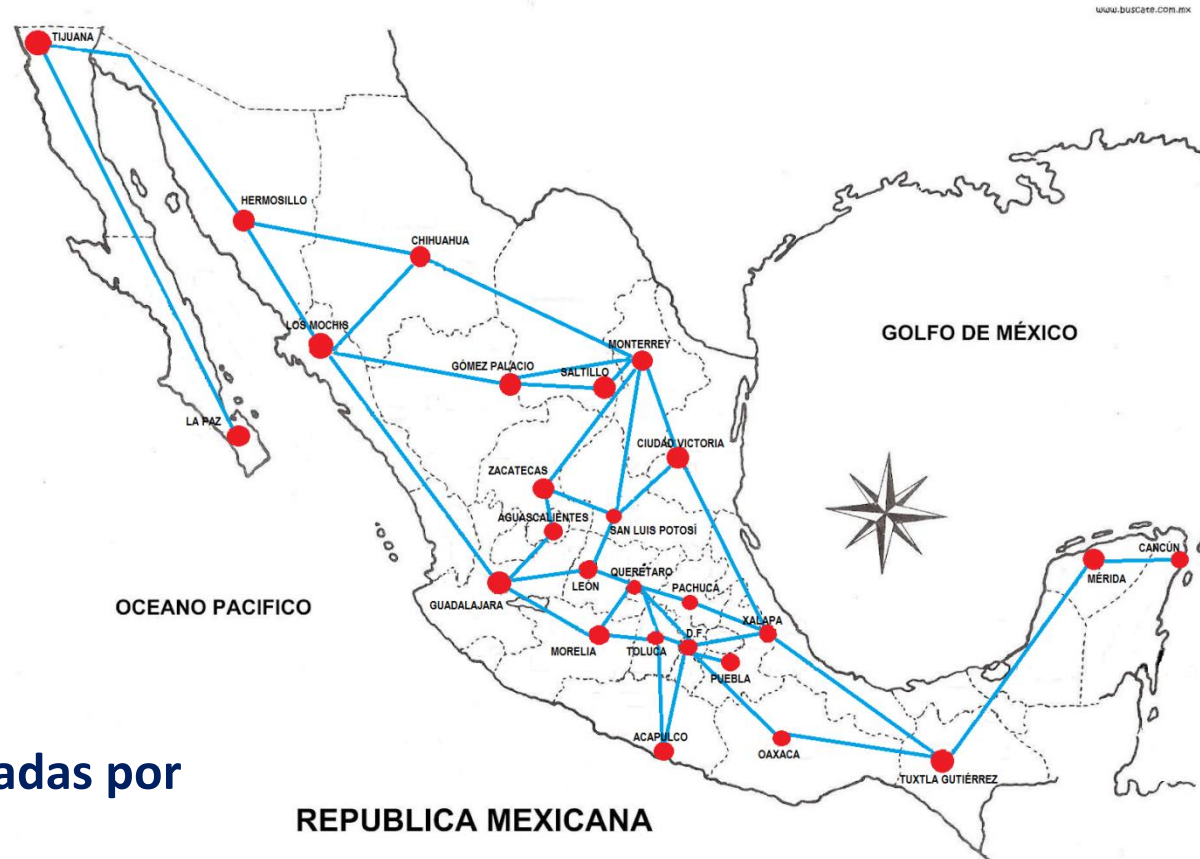 www.buscate.com.mx
TIJUANA
HERMOSILLO
CHIHUAHUA
LOS MOCHIS
MONTERREY
GOLFO DE MÉXICO
GÓMEZ PALACIO
SALTILLO
LA PAZ
CIUDAD VICTORIA
ZACATECAS
AGUASCALIENTES
SAN LUIS POTOSÍ
CANCÚN
MÉRIDA
QUERÉTARO
LEÓN
PACHUCA
GUADALAJARA
OCEANO PACIFICO
XALAPA
D.F.
MORELIA
TOLUCA
PUEBLA
ACAPULCO
OAXACA
TUXTLA GUTIÉRREZ
adas por
REPUBLICA MEXICANA